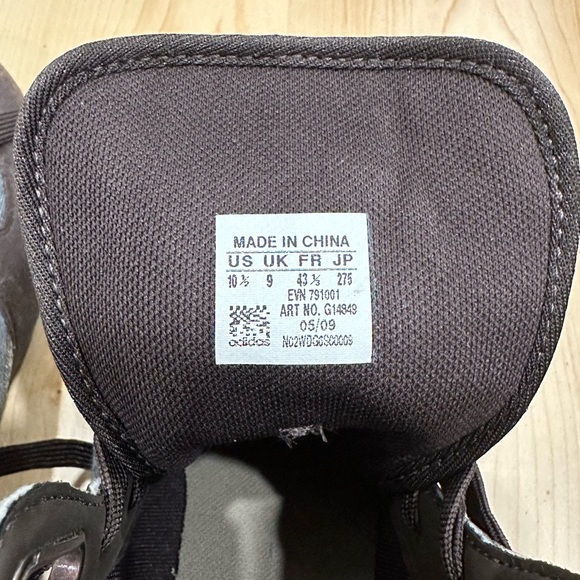 MADE IN CHINA
US UK FR JP
10 ½ 9 43 ⅓ 275
EVN 791001
ART NO. G14849
05/09
adidas N02WDG0S00009